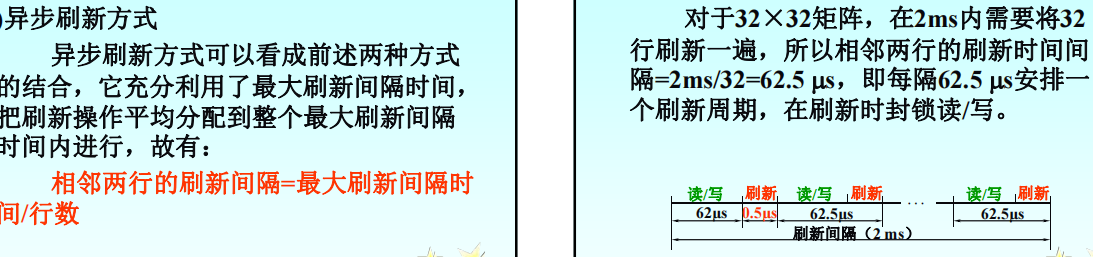 )异步刷新方式
异步刷新方式可以看成前述两种方式
的结合，它充分利用了最大刷新间隔时间，
把刷新操作平均分配到整个最大刷新间隔
时间内进行，故有：
相邻两行的刷新间隔=最大刷新间隔时
间/行数
对于32×32矩阵，在2ms内需要将32
行刷新一遍，所以相邻两行的刷新时间间
隔=2ms/32=62.5 μs，即每隔62.5 μs安排一
个刷新周期，在刷新时封锁读/写。
读/写 刷新 读/写 刷新 … 读/写 刷新
62μs 0.5μs 62.5μs 62.5μs
刷新间隔（2 ms）